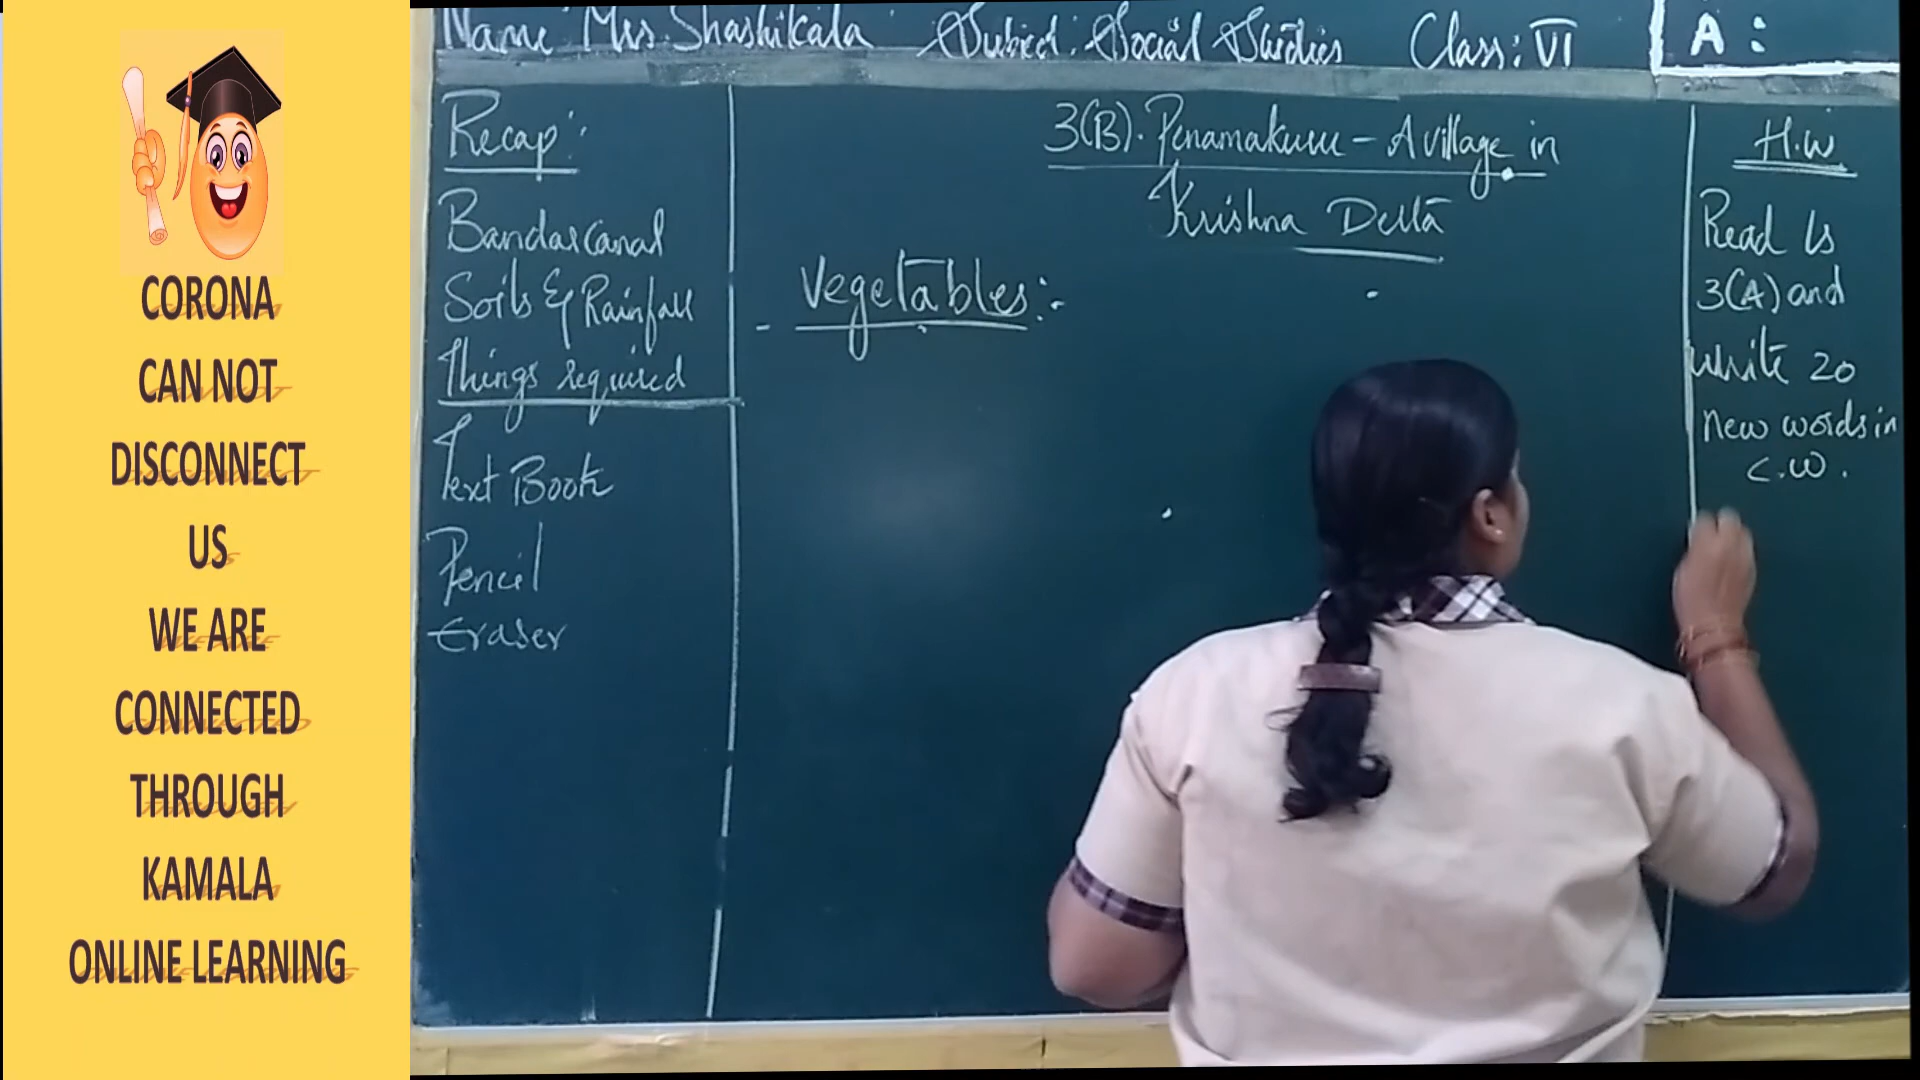 CORONA
CAN NOT
DISCONNECT
US
WE ARE
CONNECTED
THROUGH
KAMALA
ONLINE LEARNING
Name Mrs. Shashikala Subject: Social Studies Class: VI
A:
Recap:
Bandar canal
Soils & Rainfall
Things required
Text Book
Pencil
Eraser
3(B). Penamakuru - A village in
Krishna Delta
- Vegetables:-
H.W
Read Ls
3(A) and
write 20
new words in
C.W.